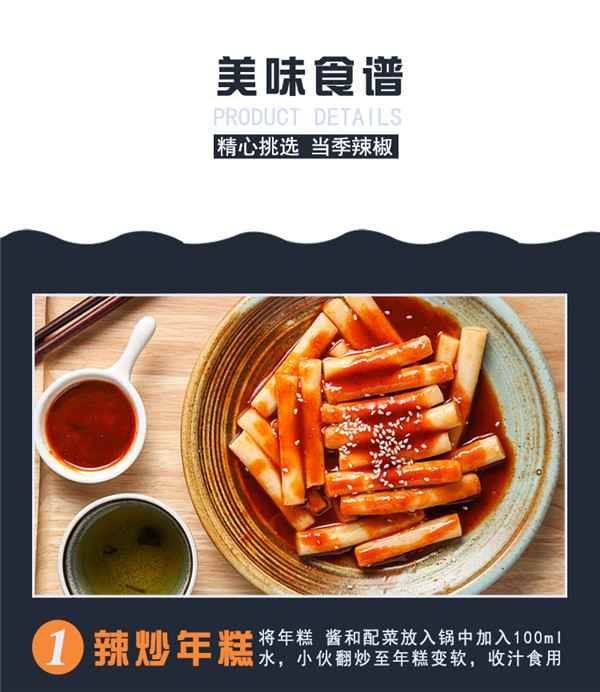 美味食谱
PRODUCT DETAILS
精心挑选 当季辣椒
1 辣炒年糕
将年糕 酱和配菜放入锅中加入100ml
水，小伙翻炒至年糕变软，收汁食用